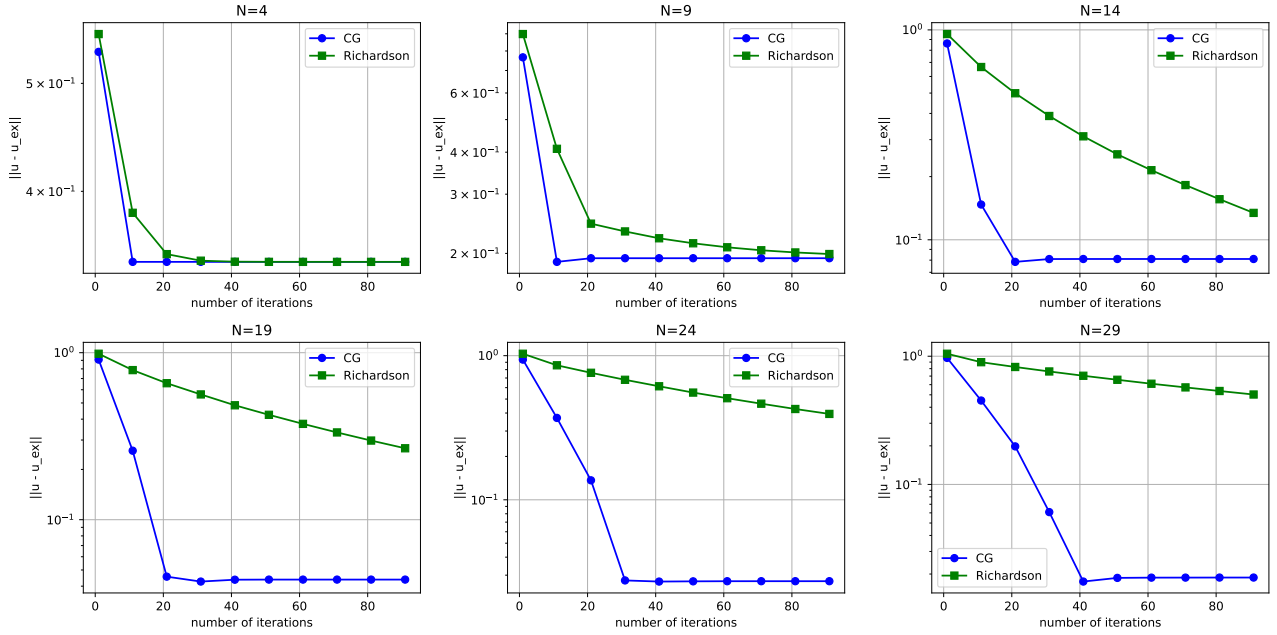 N=4
CG
Richardson
||u - u_ex||
5 × 10⁻¹
4 × 10⁻¹
0 20 40 60 80
number of iterations
N=9
CG
Richardson
||u - u_ex||
6 × 10⁻¹
4 × 10⁻¹
3 × 10⁻¹
2 × 10⁻¹
0 20 40 60 80
number of iterations
N=14
CG
Richardson
||u - u_ex||
10⁰
10⁻¹
0 20 40 60 80
number of iterations
N=19
CG
Richardson
||u - u_ex||
10⁰
10⁻¹
0 20 40 60 80
number of iterations
N=24
CG
Richardson
||u - u_ex||
10⁰
10⁻¹
0 20 40 60 80
number of iterations
N=29
||u - u_ex||
10⁰
10⁻¹
CG
Richardson
0 20 40 60 80
number of iterations